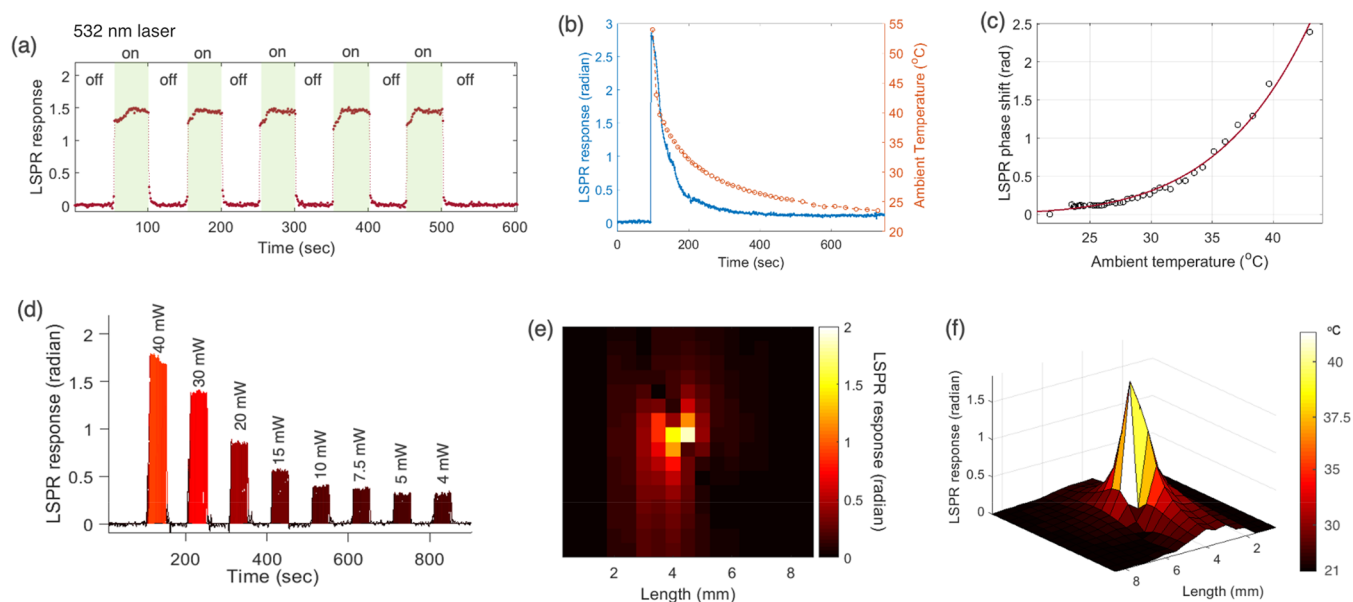 (a)
532 nm laser
on on on on on
off off off off off off
2
1.5
1
0.5
0
LSPR response
100 200 300 400 500 600
Time (sec)
(b)
3
2.5
2
1.5
1
0.5
0
LSPR response (radian)
55
50
45
40
35
30
25
20
Ambient Temperature (°C)
0 200 400 600
Time (sec)
(c)
2.5
2
1.5
1
0.5
0
LSPR phase shift (rad)
25 30 35 40
Ambient temperature (°C)
(d)
2
1.5
1
0.5
0
LSPR response (radian)
40 mW
30 mW
20 mW
15 mW
10 mW
7.5 mW
5 mW
4 mW
200 400 600 800
Time (sec)
(e)
2 4 6 8
Length (mm)
2
1.5
1
0.5
0
LSPR response (radian)
(f)
1.5
1
0.5
0
LSPR response (radian)
8 6 4 2
Length (mm)
ºC
40
37.5
35
30
21